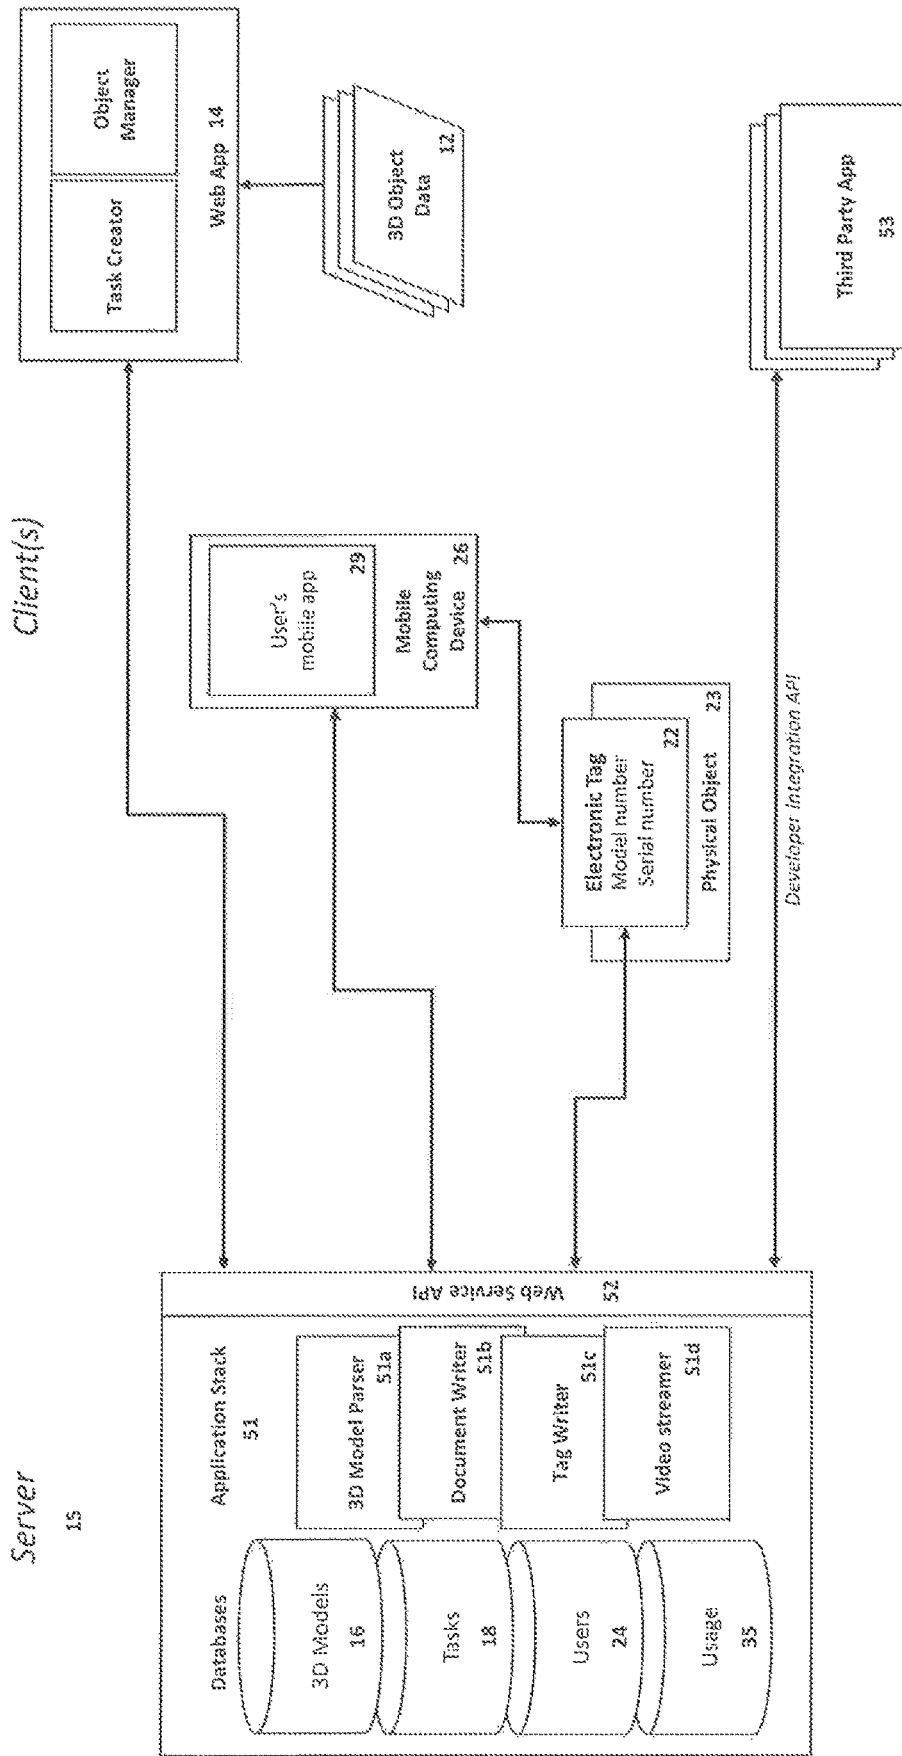 Server
15
Client(s)
Databases
3D Models
16
Tasks
18
Users
24
Usage
35
Application Stack
51
3D Model Parser
51a
Document Writer
51b
Tag Writer
51c
Video streamer
51d
Web Service API
52
User's
mobile app
29
Mobile
Computing
Device
26
Electronic Tag
Model number
Serial number
22
Physical Object
23
Developer Integration API
Task Creator
Object
Manager
Web App 14
3D Object
Data
12
Third Party App
53